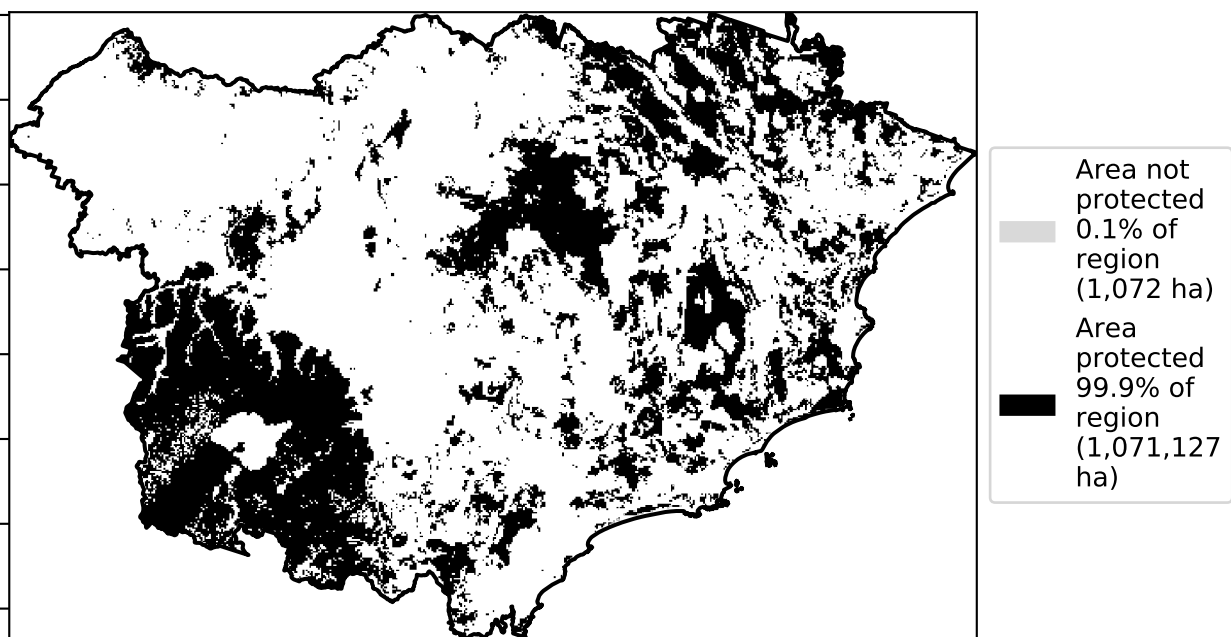 Area not
protected
0.1% of
region
(1,072 ha)
Area
protected
99.9% of
region
(1,071,127
ha)